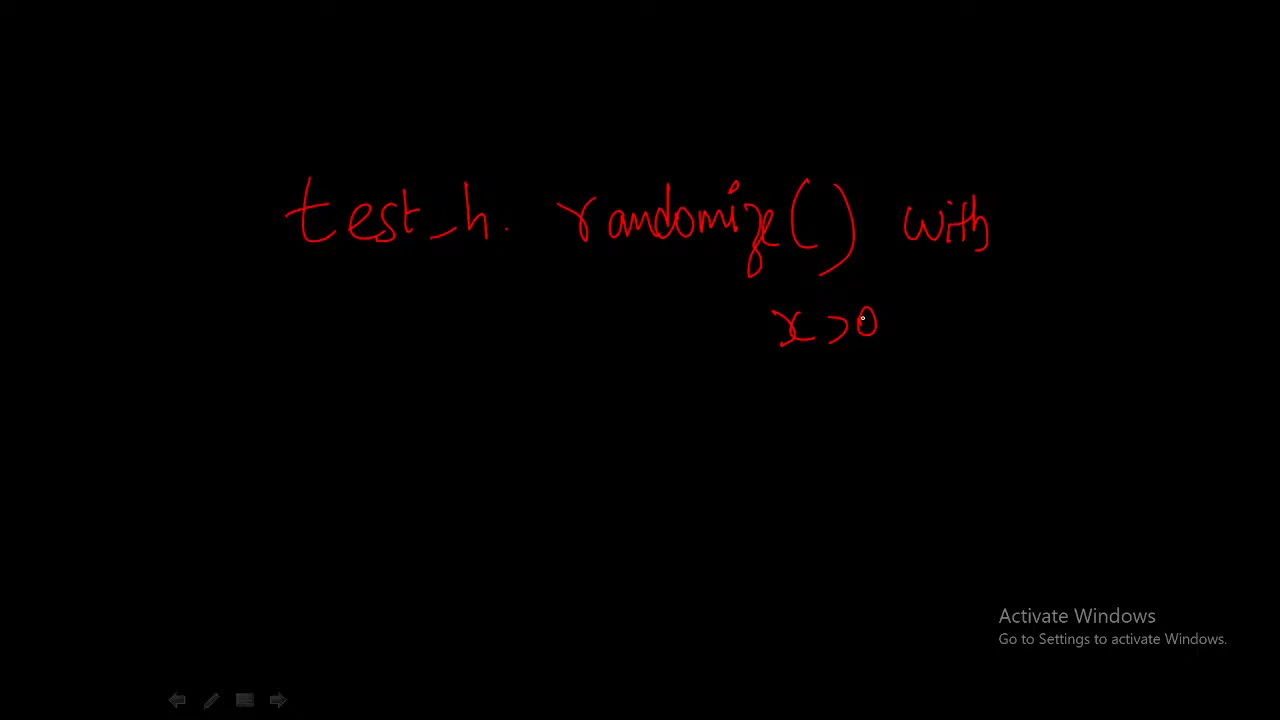 test_h. randomize() with
x>0
Activate Windows
Go to Settings to activate Windows.